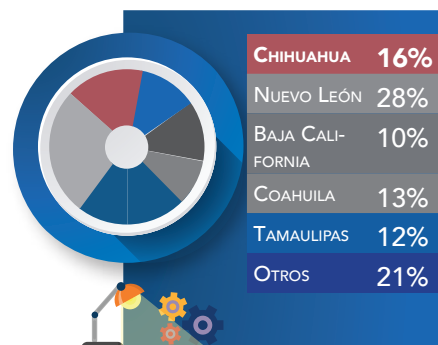 Chihuahua 16%
Nuevo León 28%
Baja Cali-
fornia 10%
Coahuila 13%
Tamaulipas 12%
Otros 21%